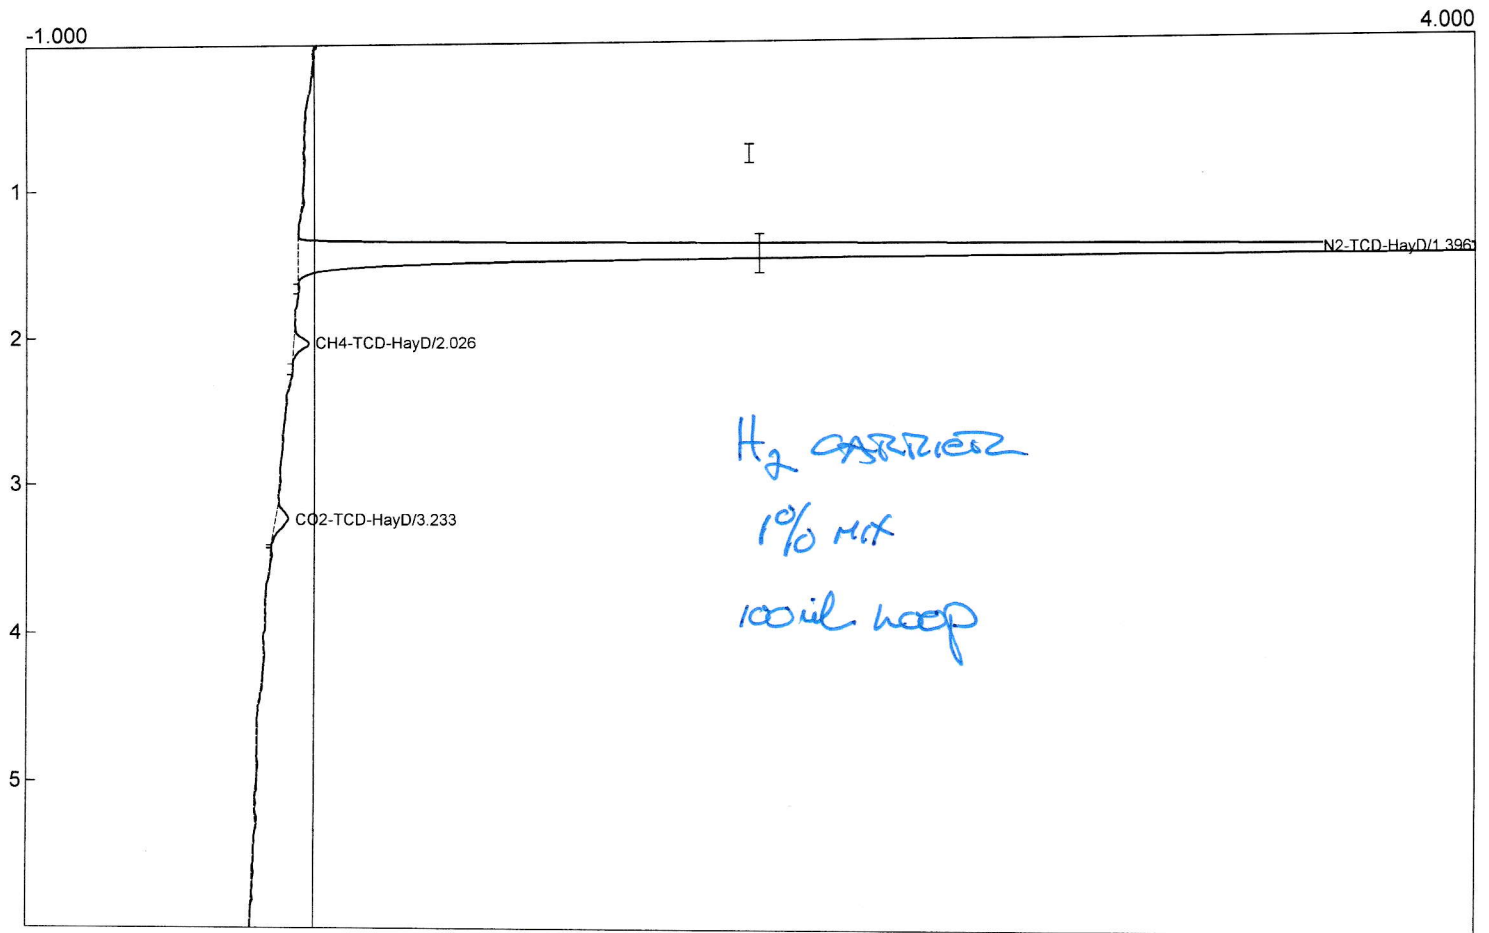 -1.000
4.000
1
N2-TCD-HayD/1.396
2
CH4-TCD-HayD/2.026
H2 CARRIER
3
CO2-TCD-HayD/3.233
1% MIX
100ul LOOP
4
5